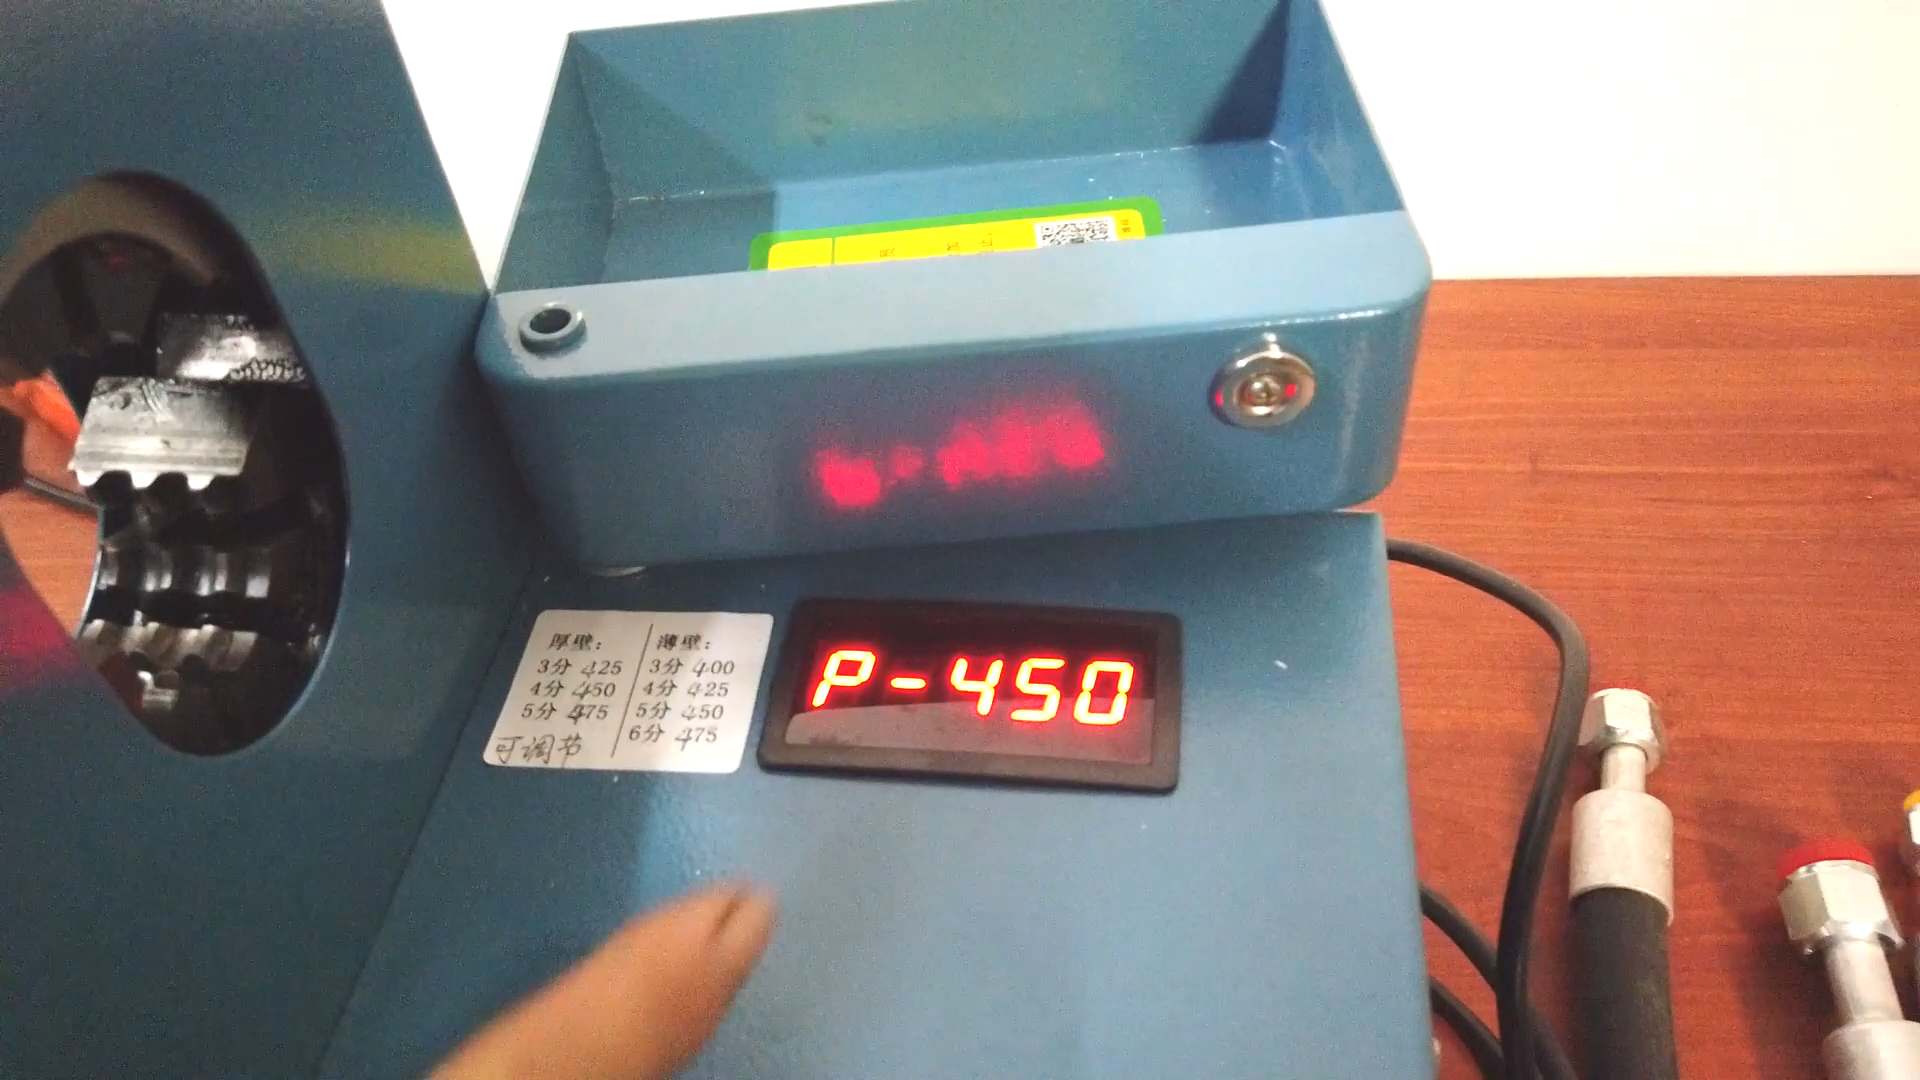 厚壁：
3分 425
4分 450
5分 475
可调节
薄壁：
3分 400
4分 425
5分 450
6分 475
P-450